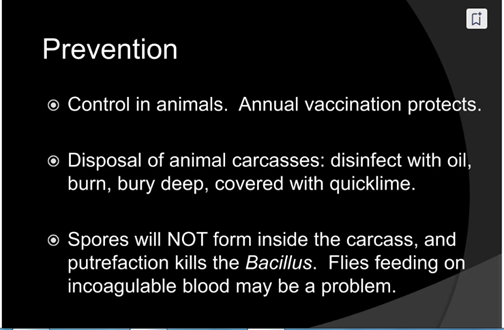 Prevention
Control in animals.  Annual vaccination protects.
Disposal of animal carcasses: disinfect with oil,
burn, bury deep, covered with quicklime.
Spores will NOT form inside the carcass, and
putrefaction kills the Bacillus.  Flies feeding on
incoagulable blood may be a problem.